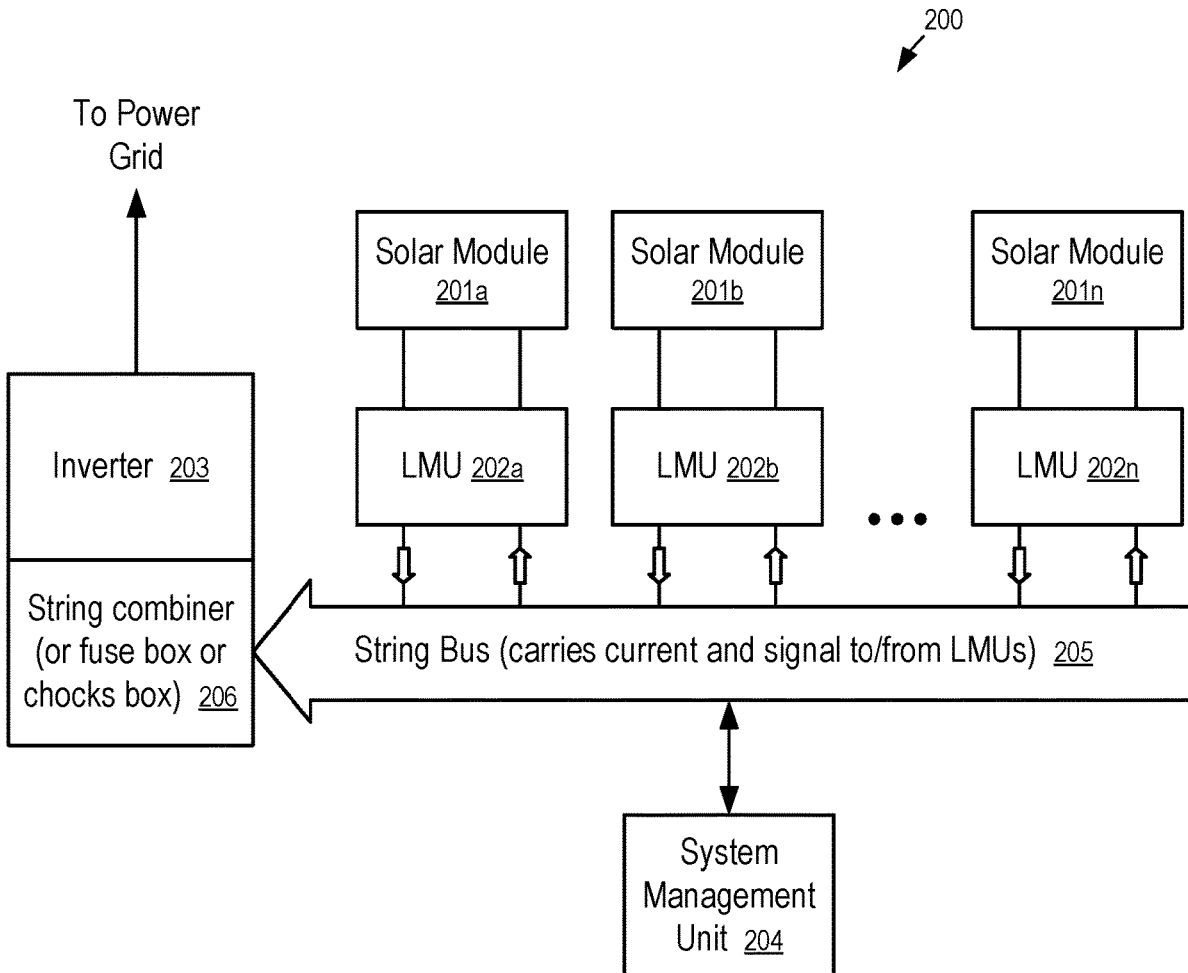 200
To Power
Grid
Solar Module
201a
Solar Module
201b
Solar Module
201n
Inverter 203
LMU 202a
LMU 202b
LMU 202n
String combiner
(or fuse box or
chocks box) 206
String Bus (carries current and signal to/from LMUs) 205
System
Management
Unit 204